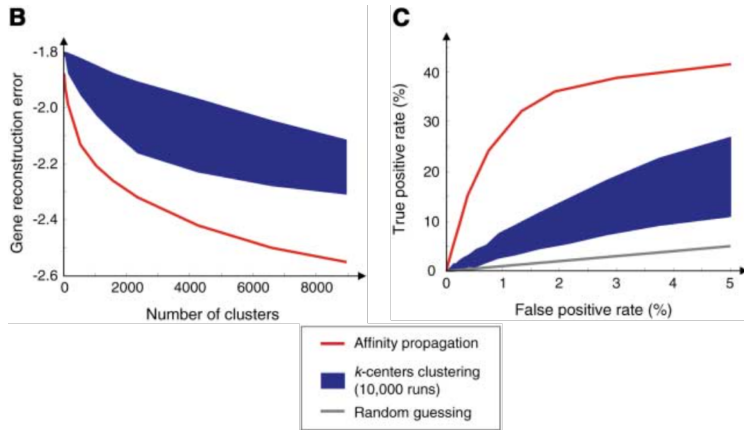 B
-1.8
-2.0
-2.2
-2.4
-2.6
Gene reconstruction error
0 2000 4000 6000 8000
Number of clusters
C
40
30
20
10
0
True positive rate (%)
0 1 2 3 4 5
False positive rate (%)
Affinity propagation
k-centers clustering
(10,000 runs)
Random guessing